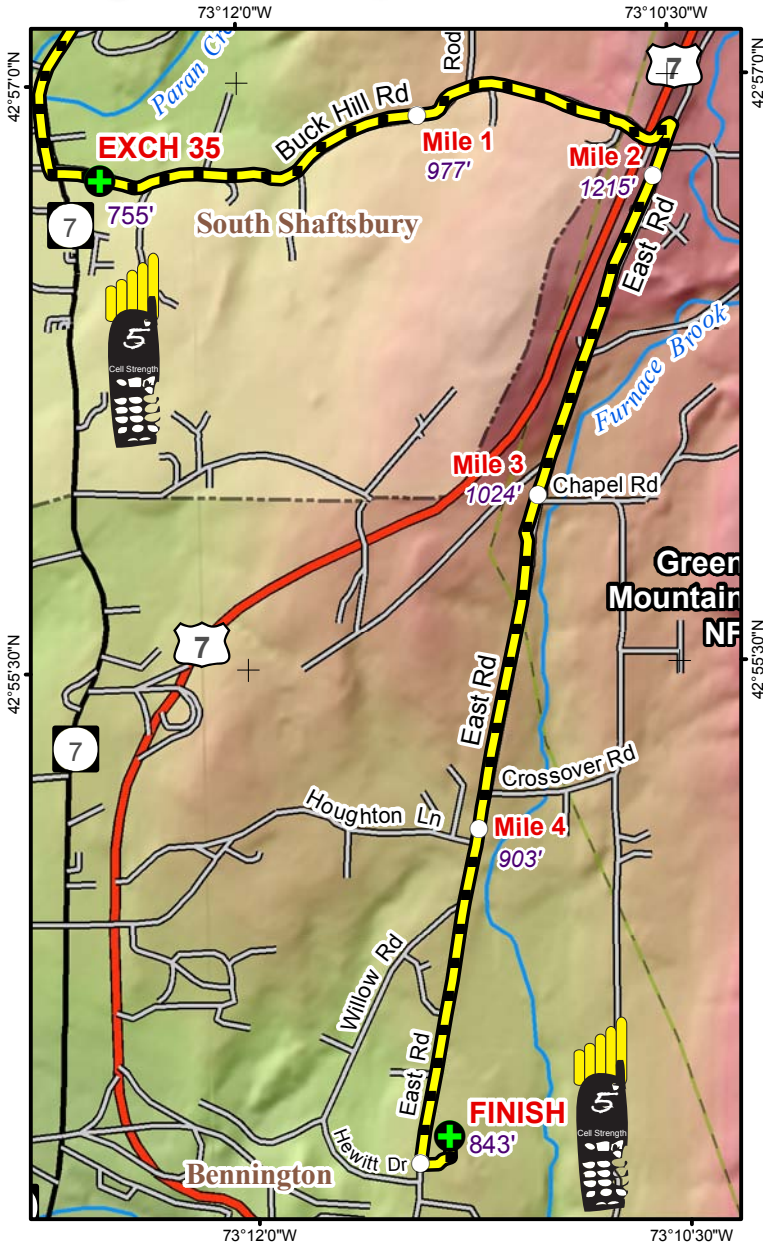 73°12'0"W
73°10'30"W
7
Paran Cre
Rod
42°57'0"N
42°57'0"N
Buck Hill Rd
EXCH 35
Mile 1
977'
Mile 2
1215'
755'
7
South Shaftsbury
East Rd
5
Cell Strength
Furnace Brook
Mile 3
1024'
Chapel Rd
Green
Mountain
NF
7
42°55'30"N
42°55'30"N
East Rd
7
Crossover Rd
Houghton Ln
Mile 4
903'
Willow Rd
East Rd
5
Cell Strength
FINISH
843'
Hewitt Dr
Bennington
73°12'0"W
73°10'30"W